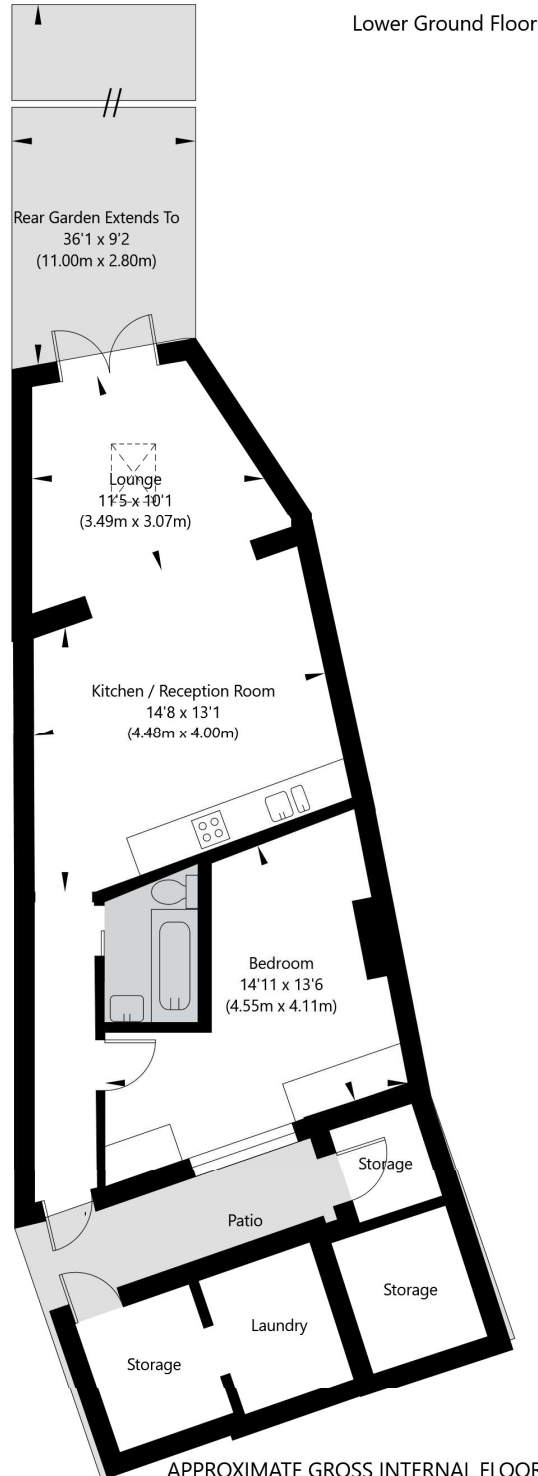 Lower Ground Floor
Rear Garden Extends To
36'1 x 9'2
(11.00m x 2.80m)
Lounge
11'5 x 10'1
(3.49m x 3.07m)
Kitchen / Reception Room
14'8 x 13'1
(4.48m x 4.00m)
Bedroom
14'11 x 13'6
(4.55m x 4.11m)
Storage
Patio
Storage
Laundry
Storage
APPROXIMATE GROSS INTERNAL FLOOR